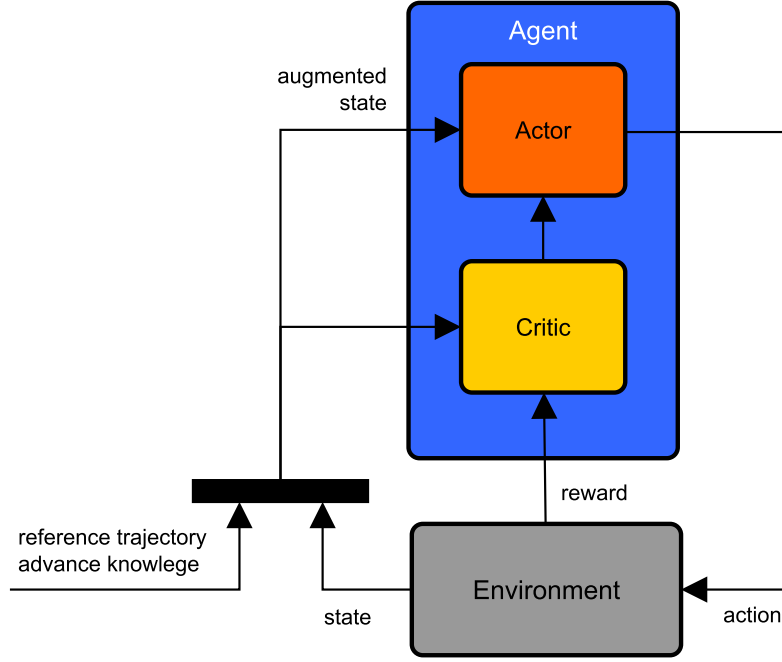 Agent
augmented
state
Actor
Critic
reward
reference trajectory
advance knowlege
state
Environment
action